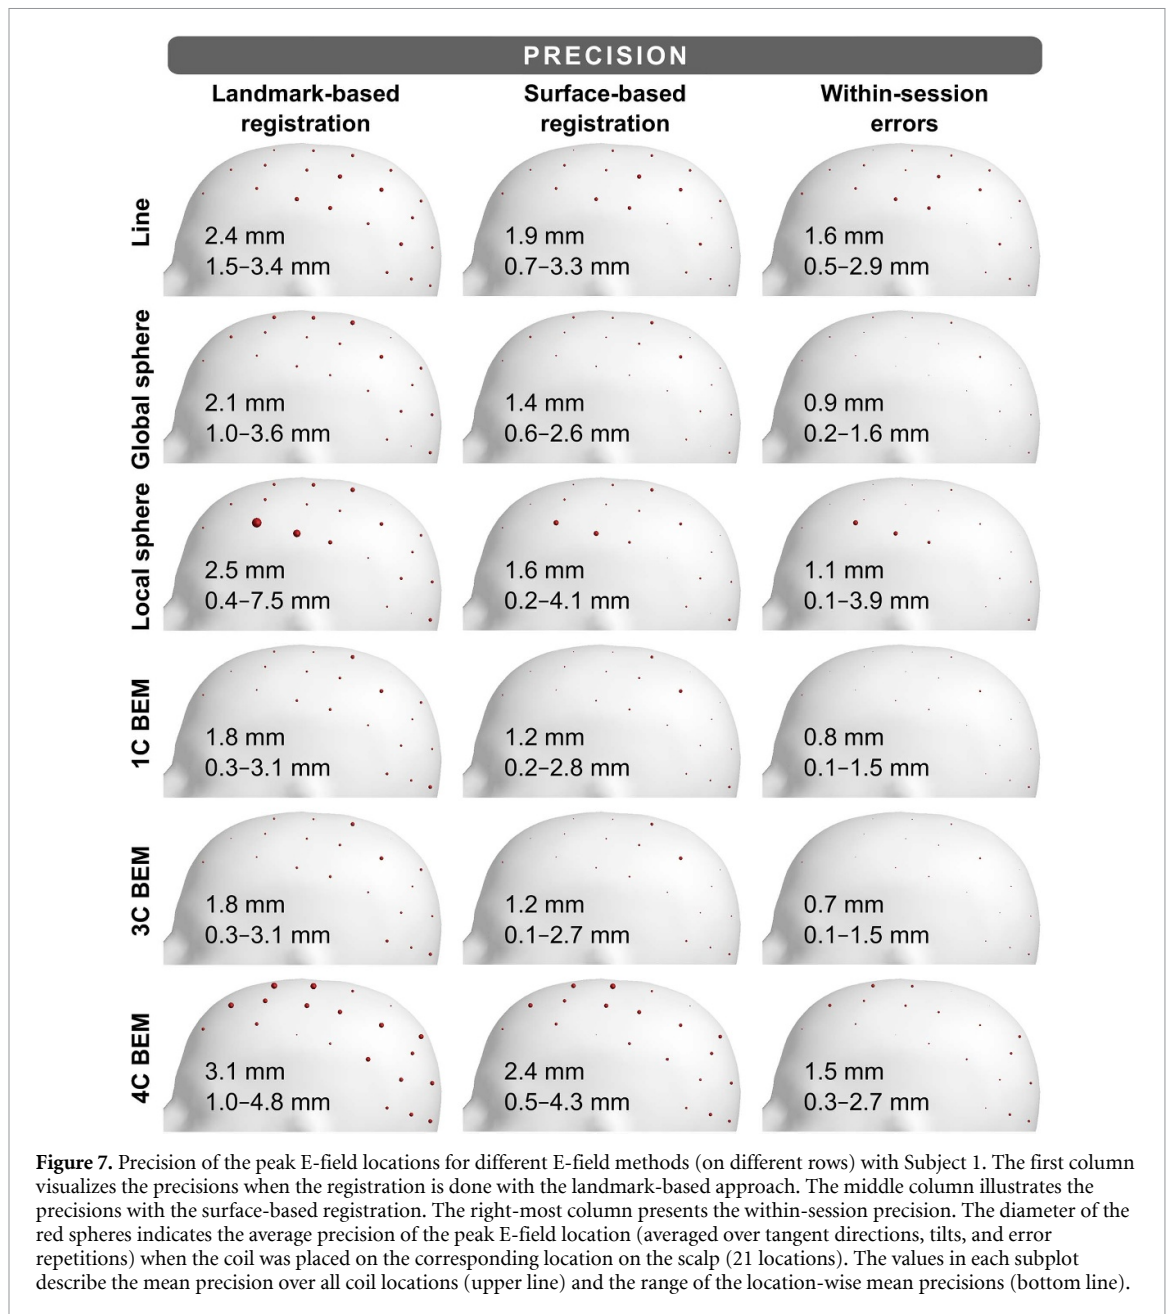 PRECISION
Landmark-based
registration
Surface-based
registration
Within-session
errors
Line
2.4 mm
1.5–3.4 mm
1.9 mm
0.7–3.3 mm
1.6 mm
0.5–2.9 mm
Global sphere
2.1 mm
1.0–3.6 mm
1.4 mm
0.6–2.6 mm
0.9 mm
0.2–1.6 mm
Local sphere
2.5 mm
0.4–7.5 mm
1.6 mm
0.2–4.1 mm
1.1 mm
0.1–3.9 mm
1C BEM
1.8 mm
0.3–3.1 mm
1.2 mm
0.2–2.8 mm
0.8 mm
0.1–1.5 mm
3C BEM
1.8 mm
0.3–3.1 mm
1.2 mm
0.1–2.7 mm
0.7 mm
0.1–1.5 mm
4C BEM
3.1 mm
1.0–4.8 mm
2.4 mm
0.5–4.3 mm
1.5 mm
0.3–2.7 mm
Figure 7. Precision of the peak E-field locations for different E-field methods (on different rows) with Subject 1. The first column
visualizes the precisions when the registration is done with the landmark-based approach. The middle column illustrates the
precisions with the surface-based registration. The right-most column presents the within-session precision. The diameter of the
red spheres indicates the average precision of the peak E-field location (averaged over tangent directions, tilts, and error
repetitions) when the coil was placed on the corresponding location on the scalp (21 locations). The values in each subplot
describe the mean precision over all coil locations (upper line) and the range of the location-wise mean precisions (bottom line).